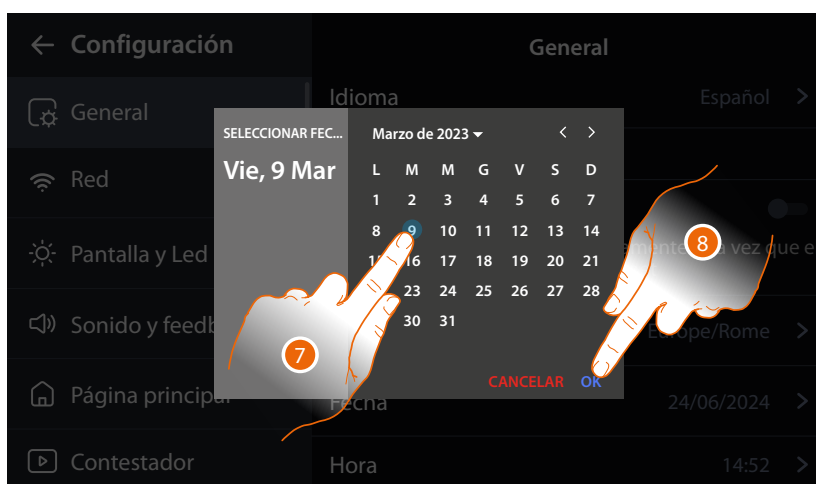 Configuración
General
General
Red
Pantalla y Led
Sonido y feedb
Página principal
Contestador
Idioma
Español
vez que e
Europe/Rome
Fecha
24/06/2024
Hora
14:52
SELECCIONAR FEC...
Vie, 9 Mar
Marzo de 2023
L M M G V S D
1 2 3 4 5 6 7
8 9 10 11 12 13 14
16 17 18 19 20 21
23 24 25 26 27 28
30 31
CANCELAR OK
7
8